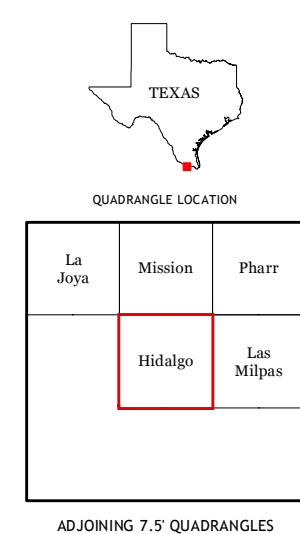 TEXAS
QUADRANGLE LOCATION
La
Joya
Mission
Pharr
Hidalgo
Las
Milpas
ADJOINING 7.5' QUADRANGLES